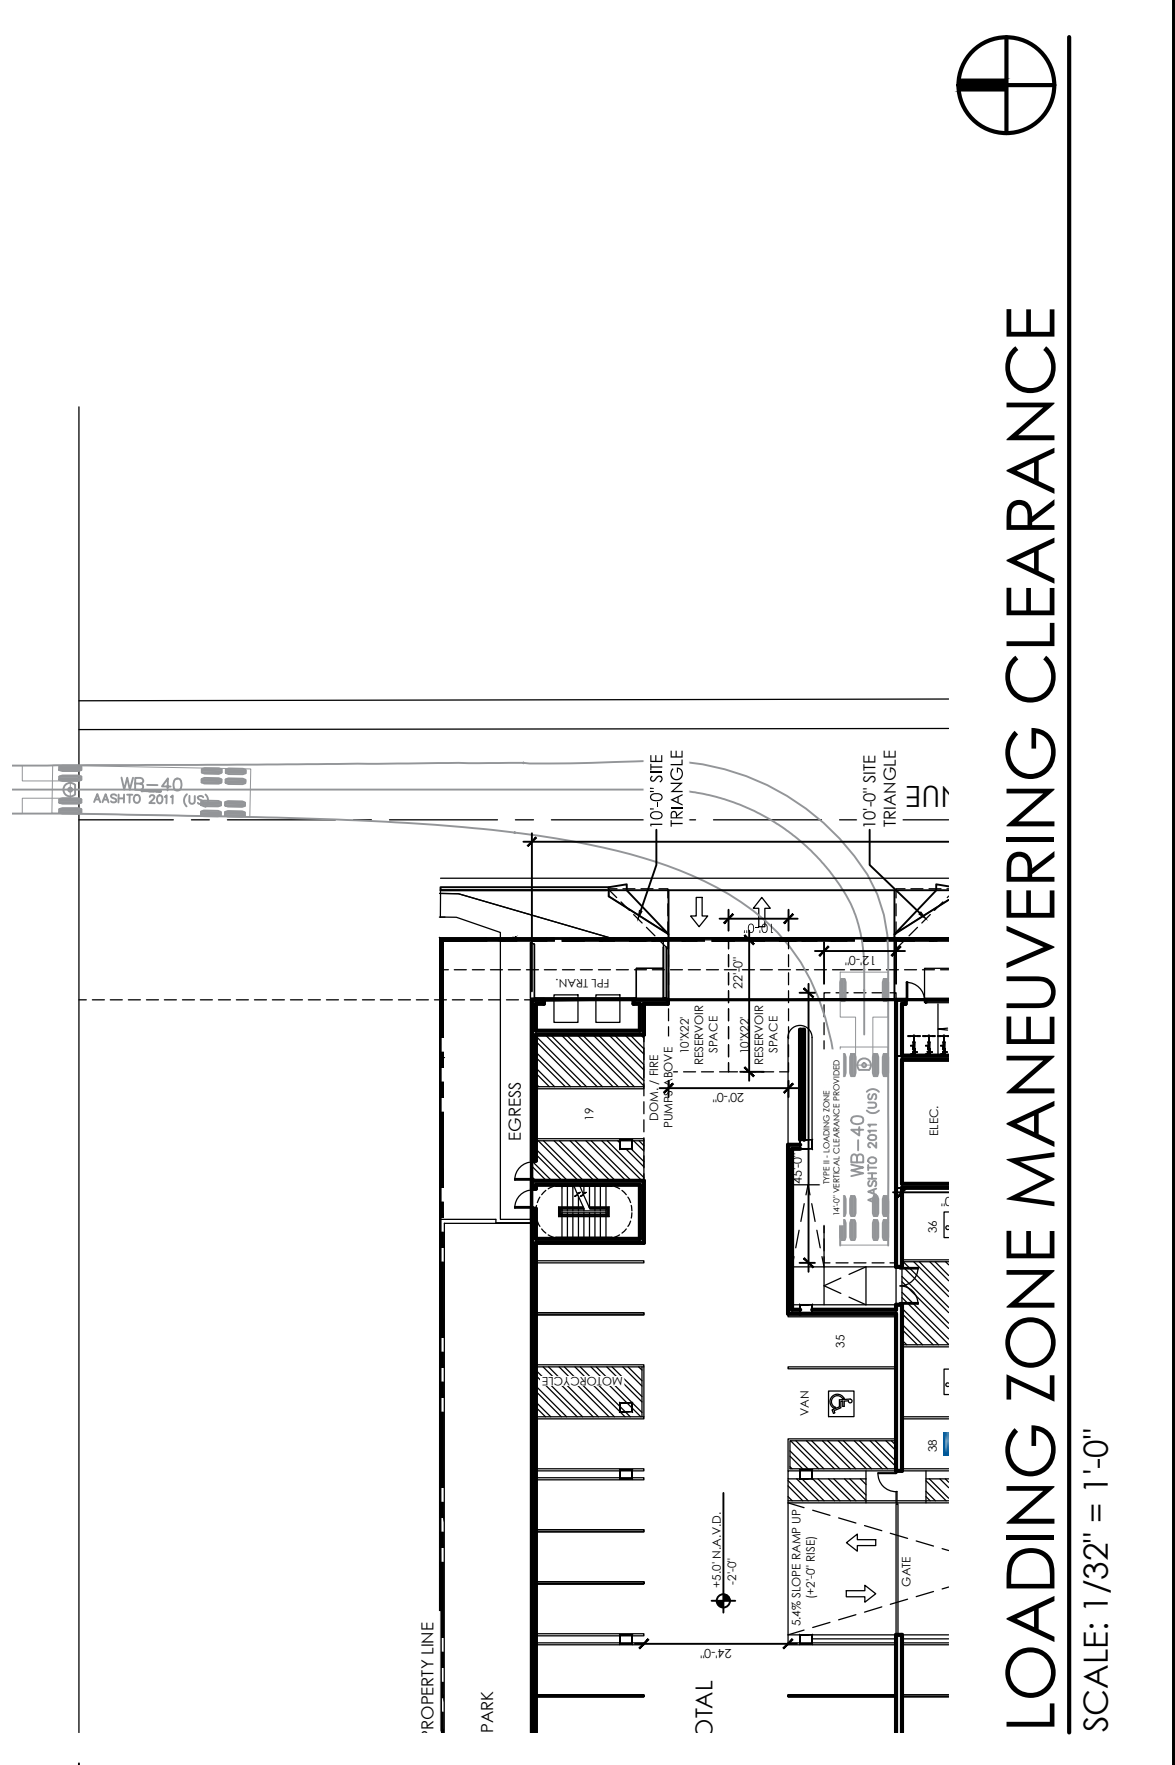 LOADING ZONE MANEUVERING CLEARANCE
SCALE: 1/32" = 1'-0"
WB-40
AASHTO 2011 (US)
10'-0" SITE
TRIANGLE
10'-0" SITE
TRIANGLE
NUE
10'-0"
22'-0"
12'-0"
FPL TRAN.
10'X22'
RESERVOIR
SPACE
10'X22'
RESERVOIR
SPACE
DOM. / FIRE
PUMPS ABOVE
20'-0"
EGRESS
19
TYPE II - LOADING ZONE
14'-0" VERTICAL CLEARANCE PROVIDED
WB-40
AASHTO 2011 (US)
45'-0"
ELEC.
36
35
MOTORCYCLE
VAN
38
+5.0' N.A.V.D.
-2'-0"
5.4% SLOPE RAMP UP
(+2'-0" RISE)
GATE
24'-0"
PROPERTY LINE
PARK
OTAL